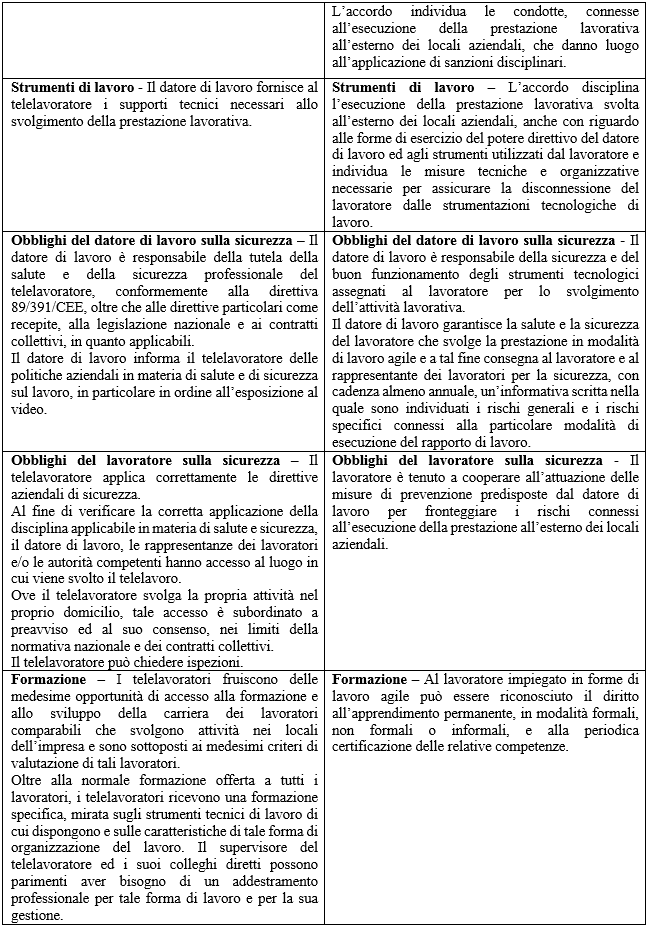 L’accordo individua le condotte, connesse
all’esecuzione della prestazione lavorativa
all’esterno dei locali aziendali, che danno luogo
all’applicazione di sanzioni disciplinari.
Strumenti di lavoro - Il datore di lavoro fornisce al
telelavoratore i supporti tecnici necessari allo
svolgimento della prestazione lavorativa.
Strumenti di lavoro – L’accordo disciplina
l’esecuzione della prestazione lavorativa svolta
all’esterno dei locali aziendali, anche con riguardo
alle forme di esercizio del potere direttivo del datore
di lavoro ed agli strumenti utilizzati dal lavoratore e
individua le misure tecniche e organizzative
necessarie per assicurare la disconnessione del
lavoratore dalle strumentazioni tecnologiche di
lavoro.
Obblighi del datore di lavoro sulla sicurezza – Il
datore di lavoro è responsabile della tutela della
salute e della sicurezza professionale del
telelavoratore, conformemente alla direttiva
89/391/CEE, oltre che alle direttive particolari come
recepite, alla legislazione nazionale e ai contratti
collettivi, in quanto applicabili.
Il datore di lavoro informa il telelavoratore delle
politiche aziendali in materia di salute e di sicurezza
sul lavoro, in particolare in ordine all’esposizione al
video.
Obblighi del datore di lavoro sulla sicurezza - Il
datore di lavoro è responsabile della sicurezza e del
buon funzionamento degli strumenti tecnologici
assegnati al lavoratore per lo svolgimento
dell’attività lavorativa.
Il datore di lavoro garantisce la salute e la sicurezza
del lavoratore che svolge la prestazione in modalità
di lavoro agile e a tal fine consegna al lavoratore e al
rappresentante dei lavoratori per la sicurezza, con
cadenza almeno annuale, un’informativa scritta nella
quale sono individuati i rischi generali e i rischi
specifici connessi alla particolare modalità di
esecuzione del rapporto di lavoro.
Obblighi del lavoratore sulla sicurezza – Il
telelavoratore applica correttamente le direttive
aziendali di sicurezza.
Al fine di verificare la corretta applicazione della
disciplina applicabile in materia di salute e sicurezza,
il datore di lavoro, le rappresentanze dei lavoratori
e/o le autorità competenti hanno accesso al luogo in
cui viene svolto il telelavoro.
Ove il telelavoratore svolga la propria attività nel
proprio domicilio, tale accesso è subordinato a
preavviso ed al suo consenso, nei limiti della
normativa nazionale e dei contratti collettivi.
Il telelavoratore può chiedere ispezioni.
Obblighi del lavoratore sulla sicurezza - Il
lavoratore è tenuto a cooperare all’attuazione delle
misure di prevenzione predisposte dal datore di
lavoro per fronteggiare i rischi connessi
all’esecuzione della prestazione all’esterno dei locali
aziendali.
Formazione – I telelavoratori fruiscono delle
medesime opportunità di accesso alla formazione e
allo sviluppo della carriera dei lavoratori
comparabili che svolgono attività nei locali
dell’impresa e sono sottoposti ai medesimi criteri di
valutazione di tali lavoratori.
Oltre alla normale formazione offerta a tutti i
lavoratori, i telelavoratori ricevono una formazione
specifica, mirata sugli strumenti tecnici di lavoro di
cui dispongono e sulle caratteristiche di tale forma di
organizzazione del lavoro. Il supervisore del
telelavoratore ed i suoi colleghi diretti possono
parimenti aver bisogno di un addestramento
professionale per tale forma di lavoro e per la sua
gestione.
Formazione – Al lavoratore impiegato in forme di
lavoro agile può essere riconosciuto il diritto
all’apprendimento permanente, in modalità formali,
non formali o informali, e alla periodica
certificazione delle relative competenze.